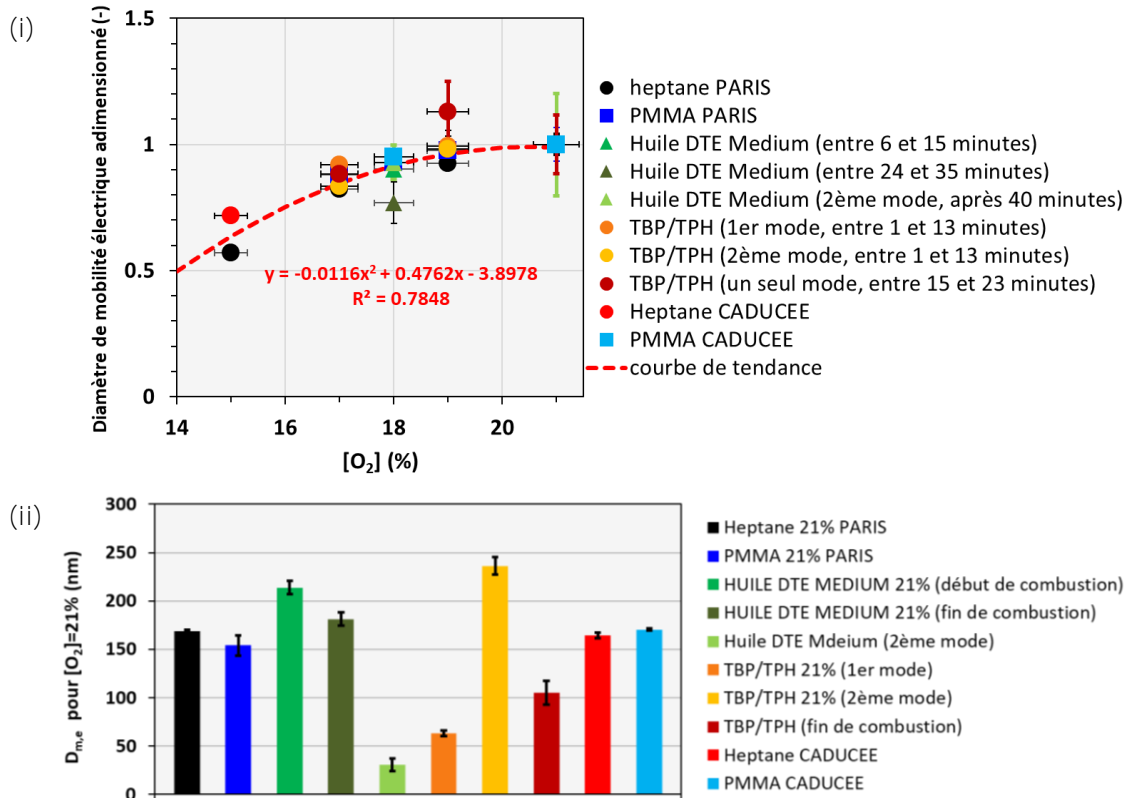 (i)
Diamètre de mobilité électrique adimensionné (-)
1.5
1
0.5
0
14 16 18 20
[O₂] (%)
y = -0.0116x² + 0.4762x - 3.8978
R² = 0.7848
heptane PARIS
PMMA PARIS
Huile DTE Medium (entre 6 et 15 minutes)
Huile DTE Medium (entre 24 et 35 minutes)
Huile DTE Medium (2ème mode, après 40 minutes)
TBP/TPH (1er mode, entre 1 et 13 minutes)
TBP/TPH (2ème mode, entre 1 et 13 minutes)
TBP/TPH (un seul mode, entre 15 et 23 minutes)
Heptane CADUCEE
PMMA CADUCEE
courbe de tendance
(ii)
D_{m,e} pour [O₂]=21% (nm)
300
250
200
150
100
50
0
Heptane 21% PARIS
PMMA 21% PARIS
HUILE DTE MEDIUM 21% (début de combustion)
HUILE DTE MEDIUM 21% (fin de combustion)
Huile DTE Mdeium (2ème mode)
TBP/TPH 21% (1er mode)
TBP/TPH 21% (2ème mode)
TBP/TPH (fin de combustion)
Heptane CADUCEE
PMMA CADUCEE